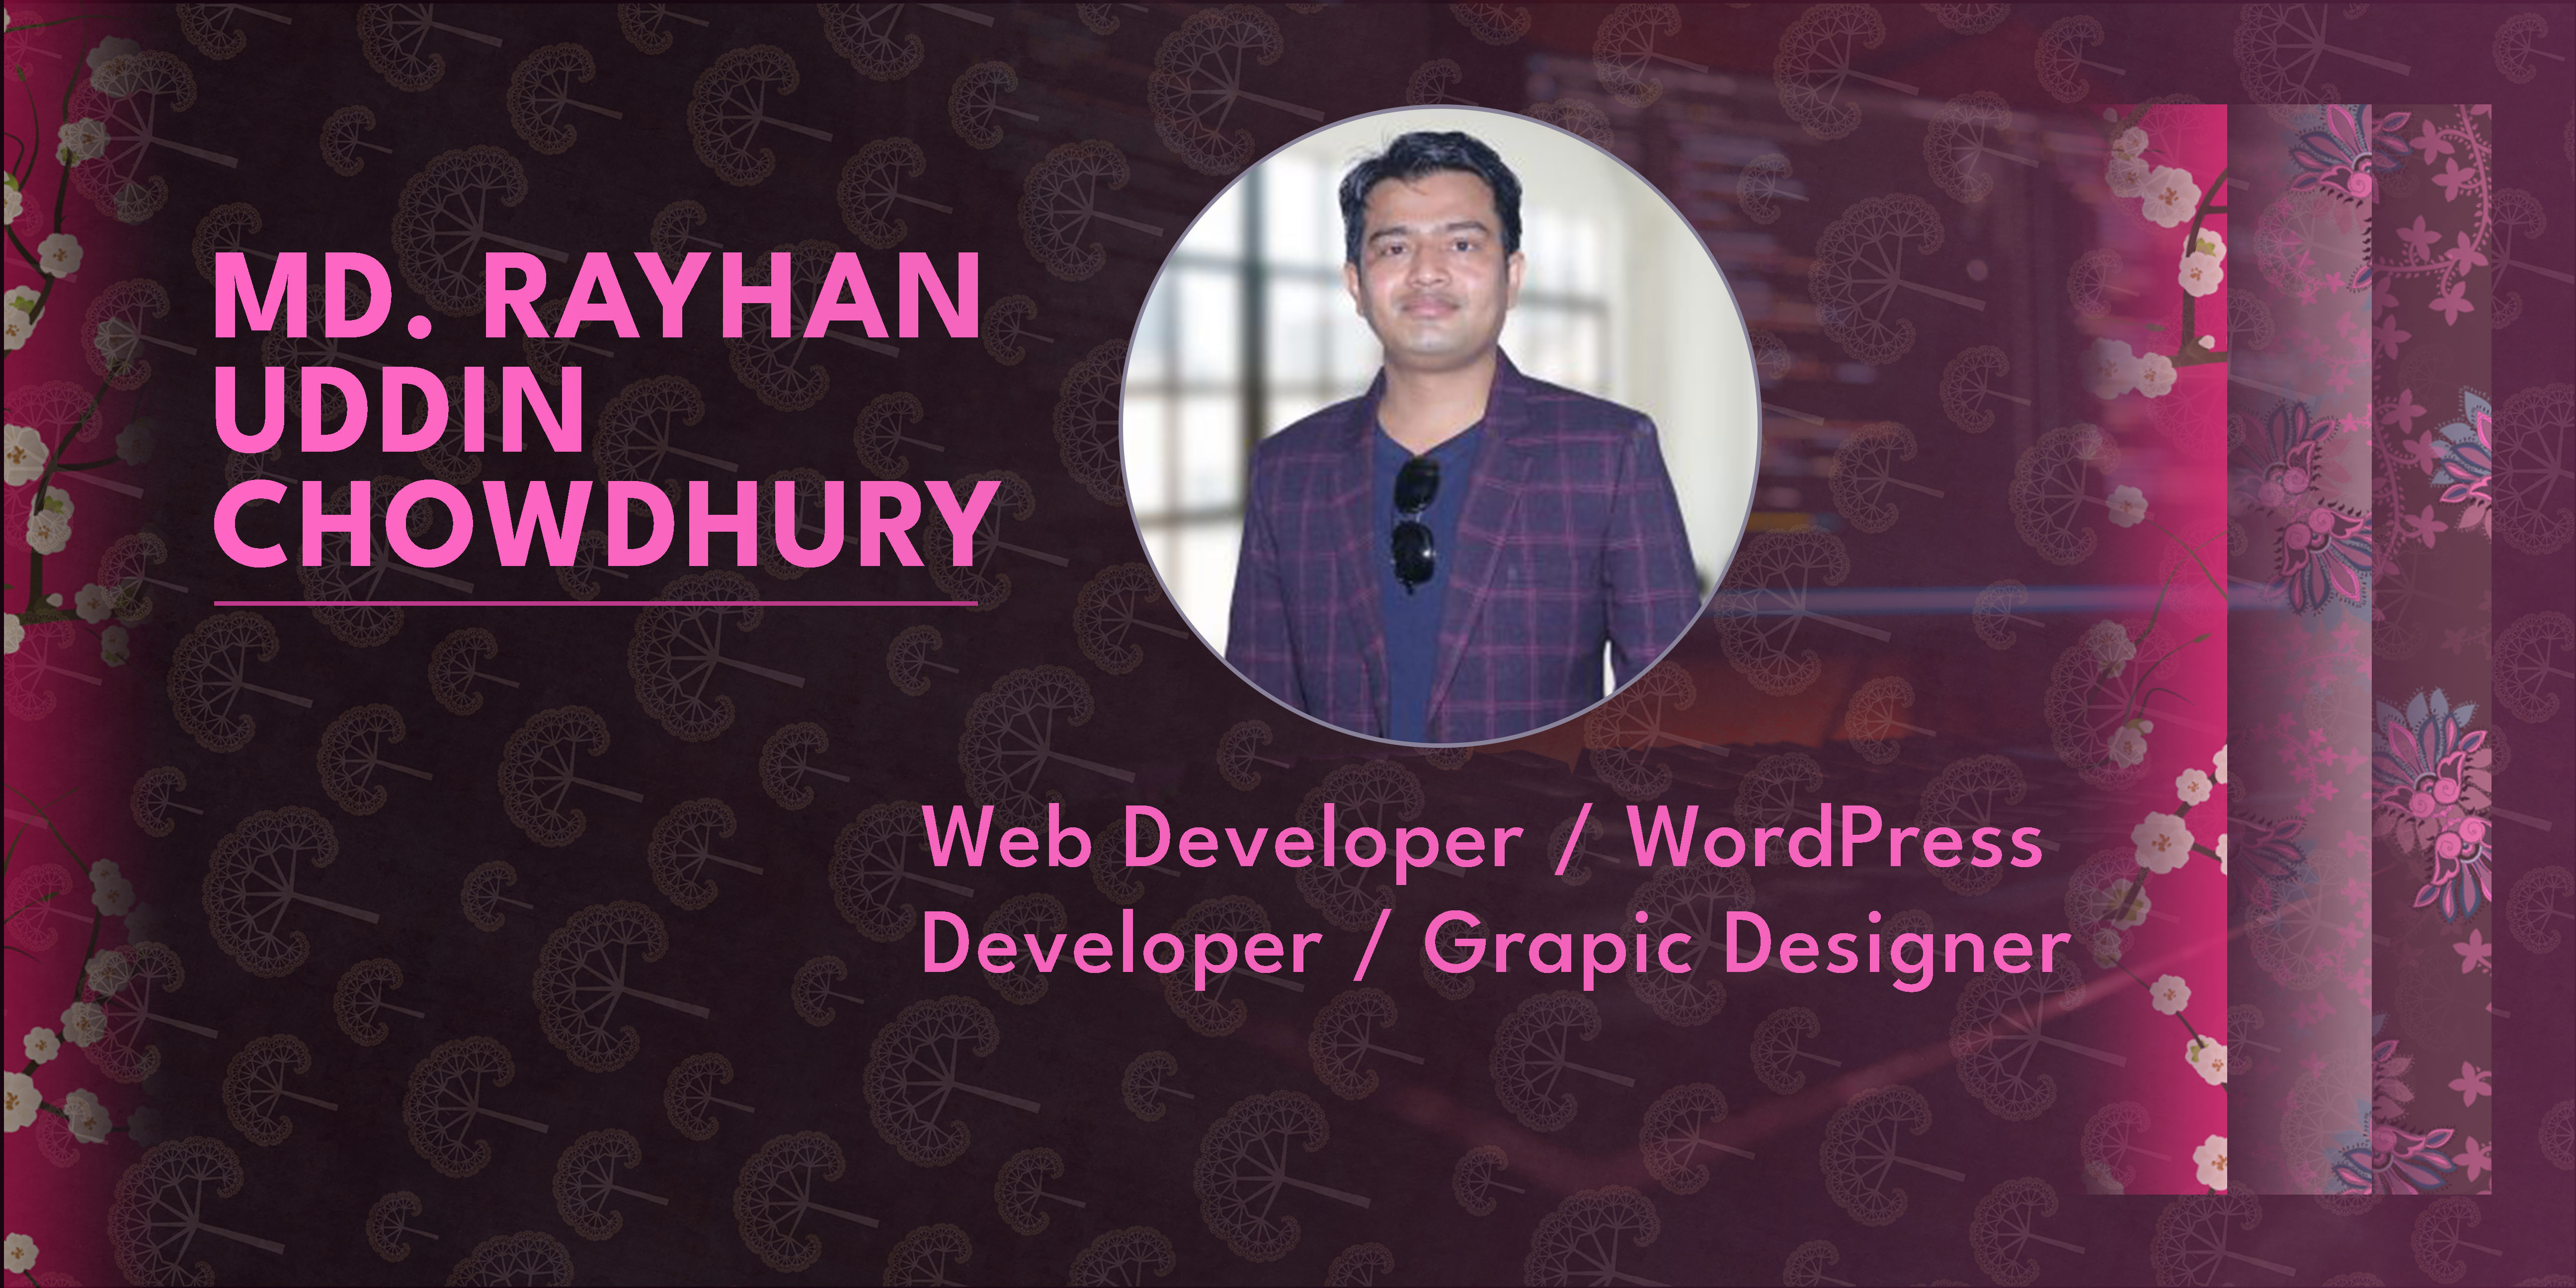 MD. RAYHAN
UDDIN
CHOWDHURY
Web Developer / WordPress
Developer / Grapic Designer